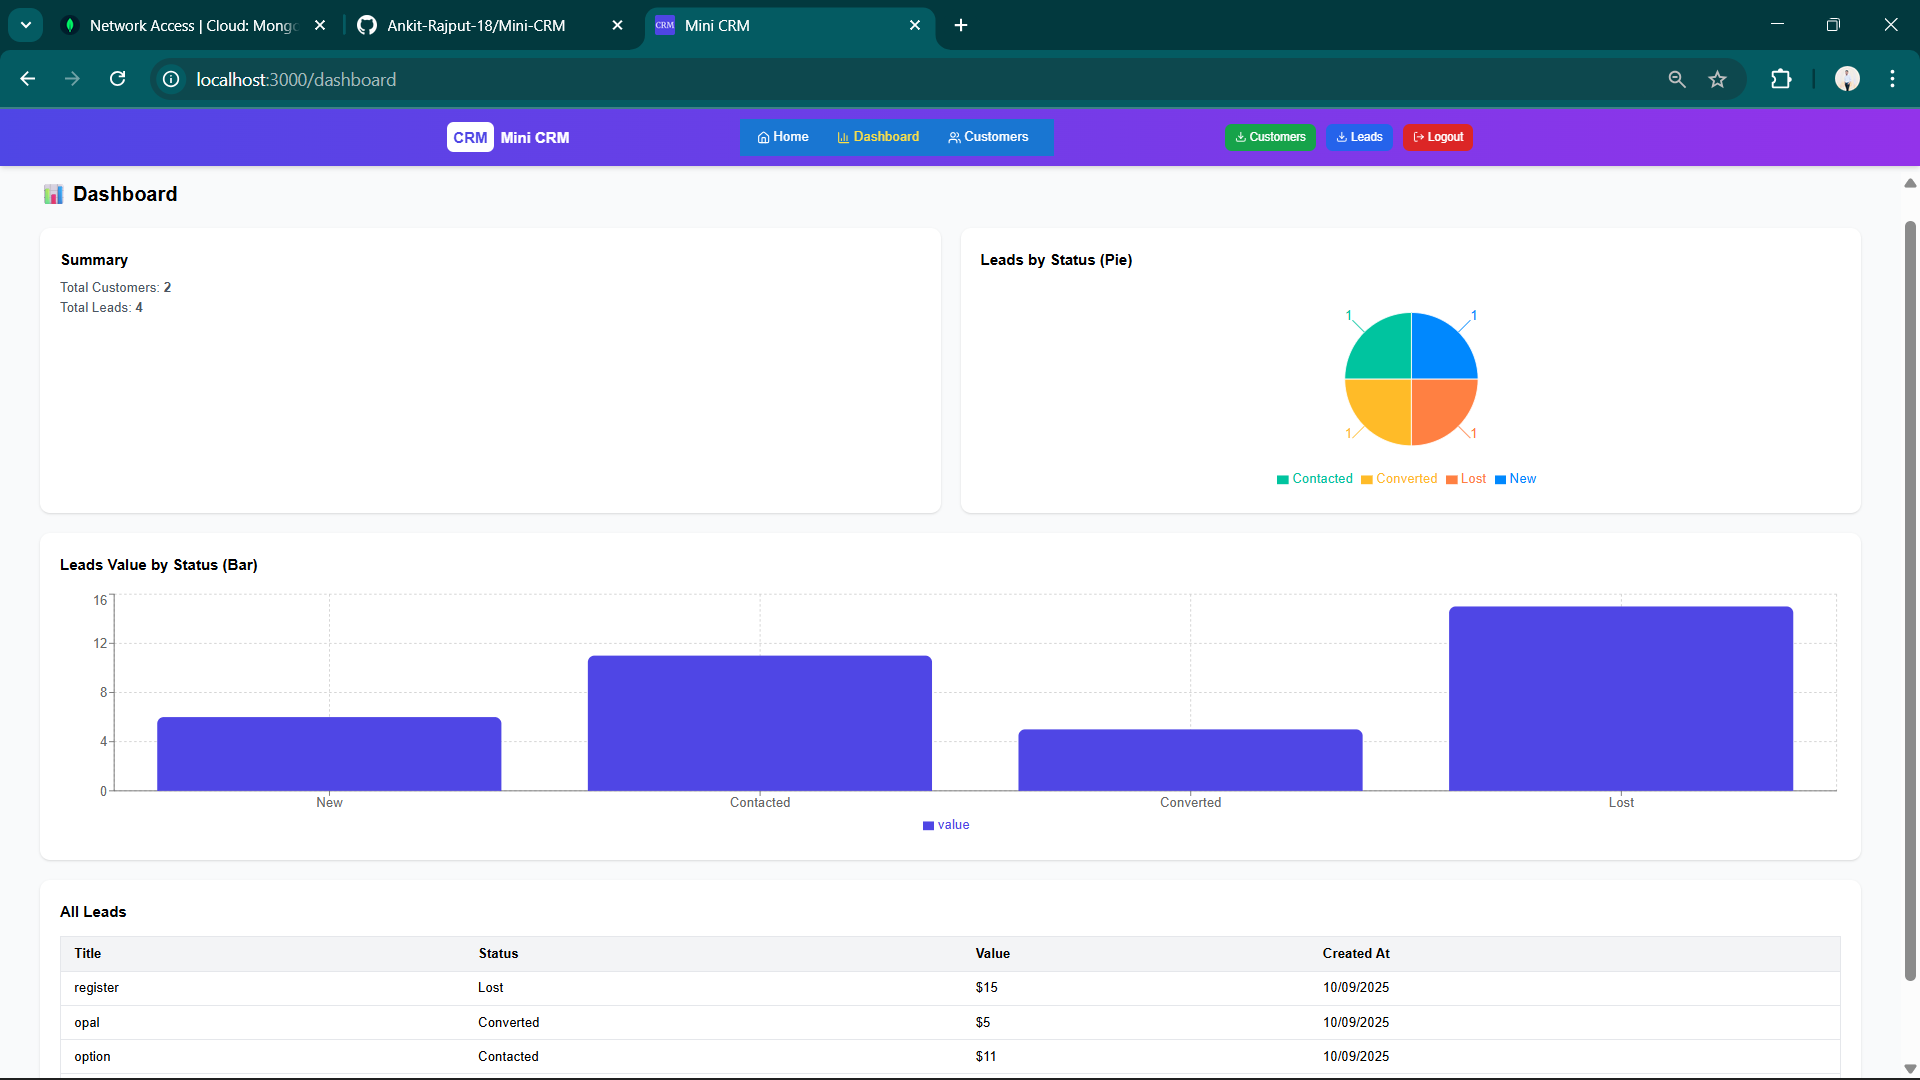 Network Access | Cloud: Mongo
Ankit-Rajput-18/Mini-CRM
CRM Mini CRM
localhost:3000/dashboard
CRM Mini CRM
Home Dashboard Customers
Customers Leads Logout
Dashboard
Summary
Total Customers: 2
Total Leads: 4
Leads by Status (Pie)
1 1
1 1
Contacted Converted Lost New
Leads Value by Status (Bar)
16
12
8
4
0
New Contacted Converted Lost
value
All Leads
Title Status Value Created At
register Lost $15 10/09/2025
opal Converted $5 10/09/2025
option Contacted $11 10/09/2025